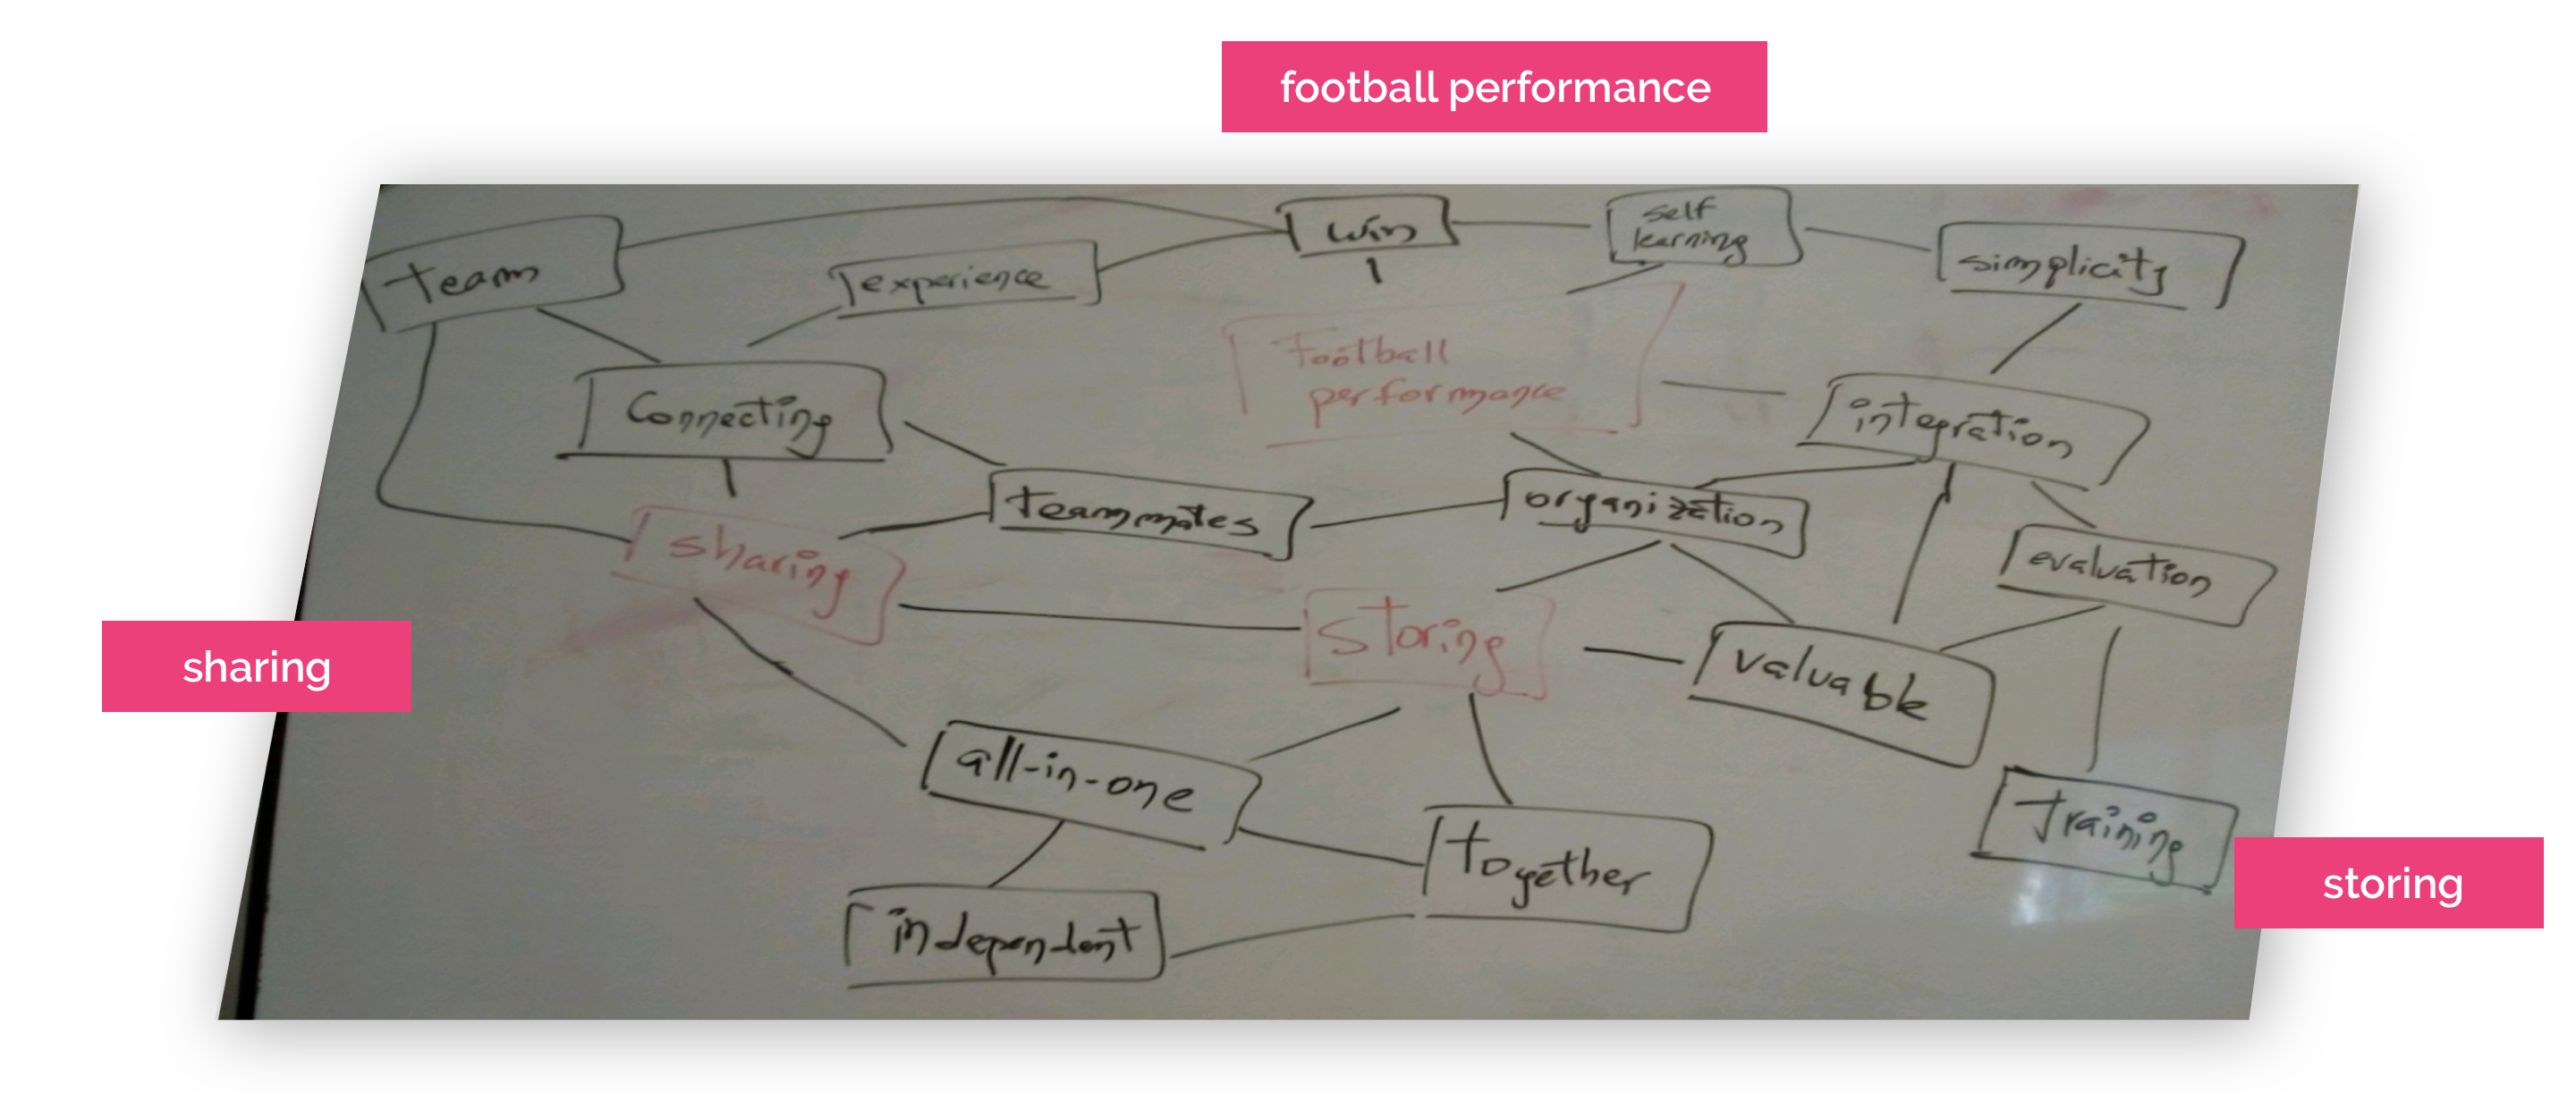 football performance
team
experience
win
self
learning
simplicity
Football
performance
Connecting
integration
teammates
organization
sharing
evaluation
storing
valuable
sharing
all-in-one
together
Training
storing
independent